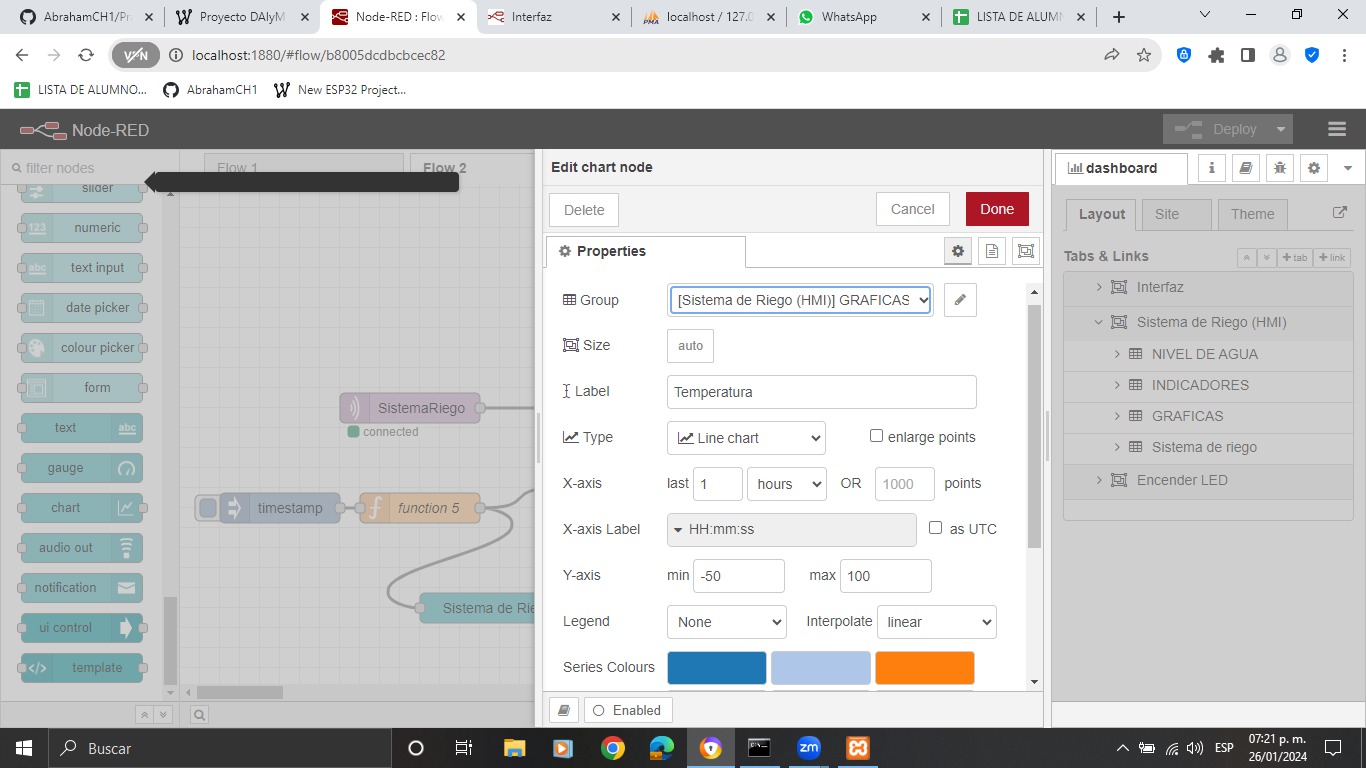 AbrahamCH1/Pr
Proyecto DAIyM
Node-RED : Flow
Interfaz
localhost / 127.0
WhatsApp
LISTA DE ALUMN
VPN
localhost:1880/#flow/b8005dcdbcbcec82
LISTA DE ALUMNO...
AbrahamCH1
New ESP32 Project...
Node-RED
Deploy
filter nodes
Flow 1
Flow 2
Edit chart node
dashboard
Delete
Cancel
Done
Layout
Site
Theme
Properties
Tabs & Links
tab
link
slider
numeric
text input
date picker
colour picker
form
text
gauge
chart
audio out
notification
ui control
template
SistemaRiego
connected
timestamp
function 5
Sistema de Rie
Group
[Sistema de Riego (HMI)] GRAFICAS
Size
auto
Label
Temperatura
Type
Line chart
enlarge points
X-axis
last 1 hours OR 1000 points
X-axis Label
HH:mm:ss
as UTC
Y-axis
min -50 max 100
Legend
None
Interpolate
linear
Series Colours
Enabled
Interfaz
Sistema de Riego (HMI)
NIVEL DE AGUA
INDICADORES
GRAFICAS
Sistema de riego
Encender LED
Buscar
zm
ESP
07:21 p. m.
26/01/2024